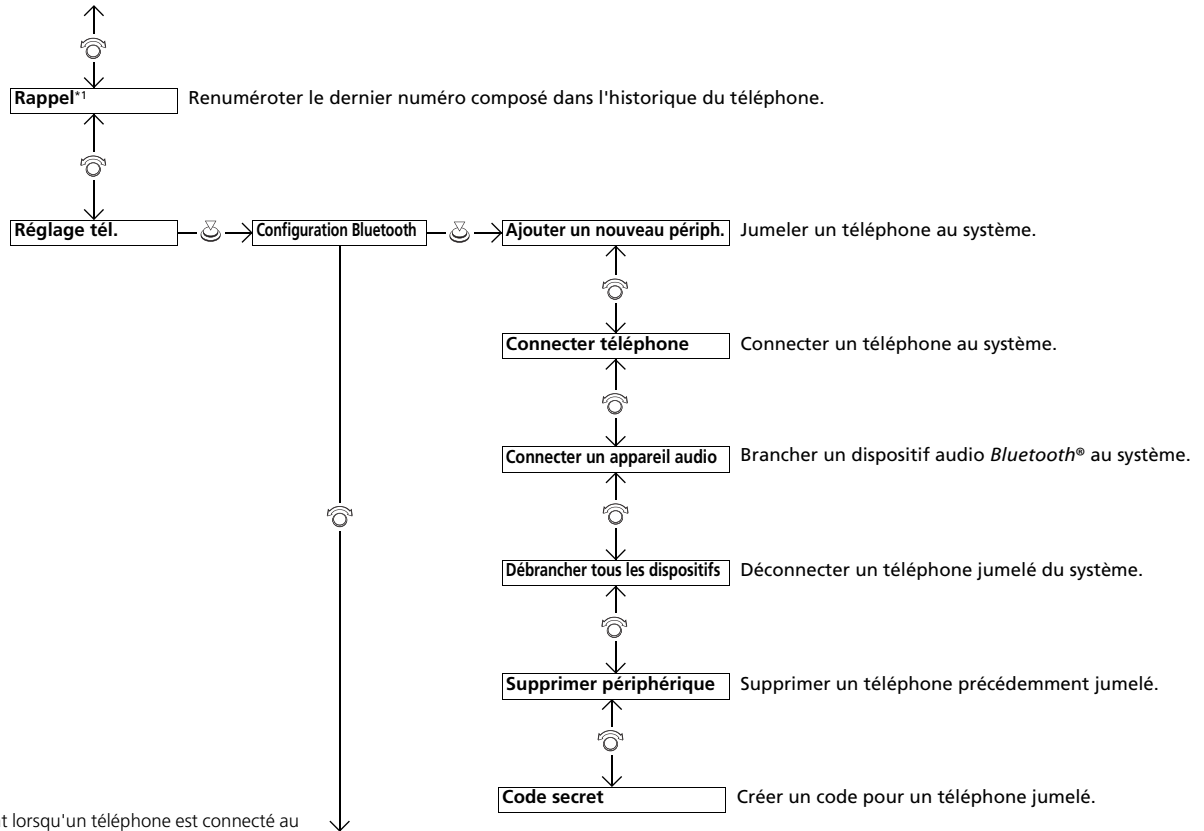 Rappel*1 Renuméroter le dernier numéro composé dans l'historique du téléphone.
Réglage tél. Configuration Bluetooth Ajouter un nouveau périph. Jumeler un téléphone au système.
Connecter téléphone Connecter un téléphone au système.
Connecter un appareil audio Brancher un dispositif audio Bluetooth® au système.
Débrancher tous les dispositifs Déconnecter un téléphone jumelé du système.
Supprimer périphérique Supprimer un téléphone précédemment jumelé.
Code secret Créer un code pour un téléphone jumelé.
t lorsqu'un téléphone est connecté au